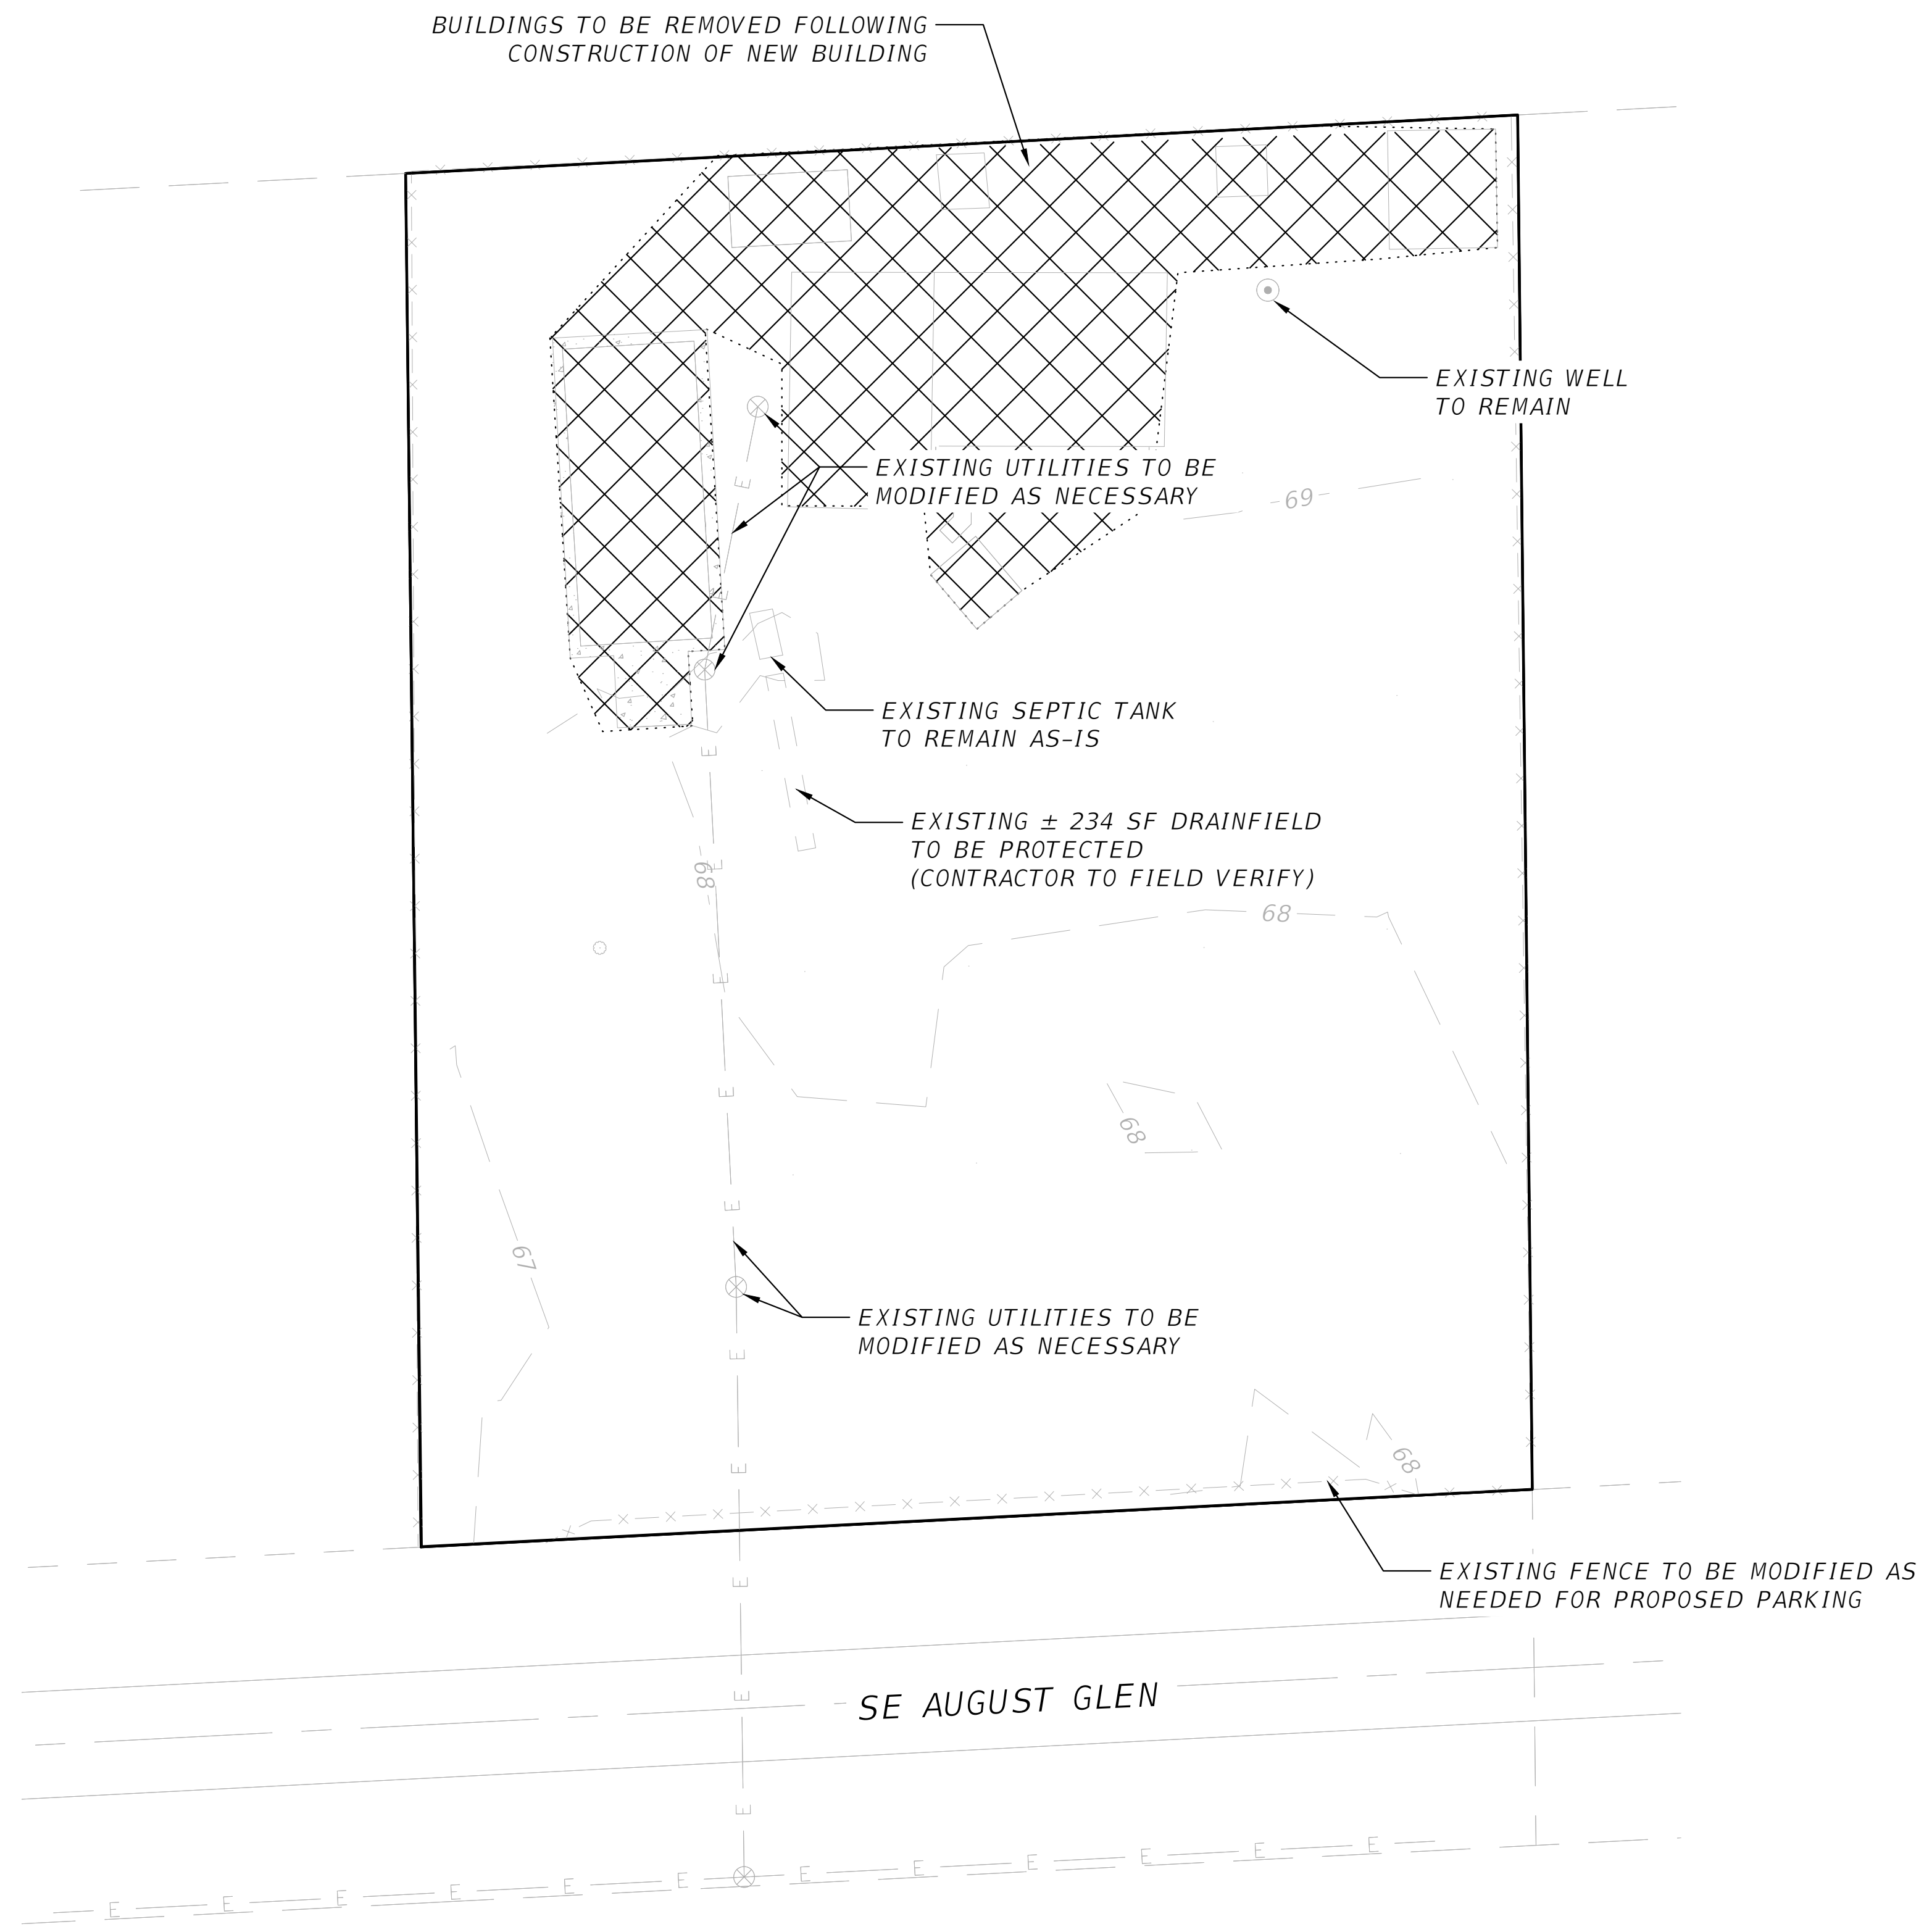 BUILDINGS TO BE REMOVED FOLLOWING
CONSTRUCTION OF NEW BUILDING
EXISTING WELL
TO REMAIN
EXISTING UTILITIES TO BE
MODIFIED AS NECESSARY
E
69
E
EXISTING SEPTIC TANK
TO REMAIN AS-IS
E
EXISTING ± 234 SF DRAINFIELD
TO BE PROTECTED
(CONTRACTOR TO FIELD VERIFY)
E
68
68
E
E
68
E
67
EXISTING UTILITIES TO BE
MODIFIED AS NECESSARY
E
E
68
EXISTING FENCE TO BE MODIFIED AS
NEEDED FOR PROPOSED PARKING
E
E
SE AUGUST GLEN
E
E E E E E E E E E E E E